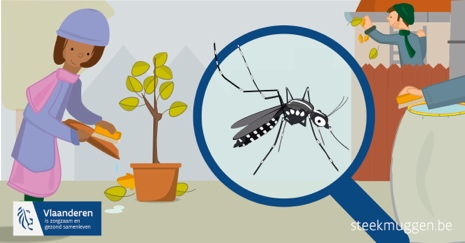 Vlaanderen
is zorgzaam en
gezond samenleven
steekmuggen.be